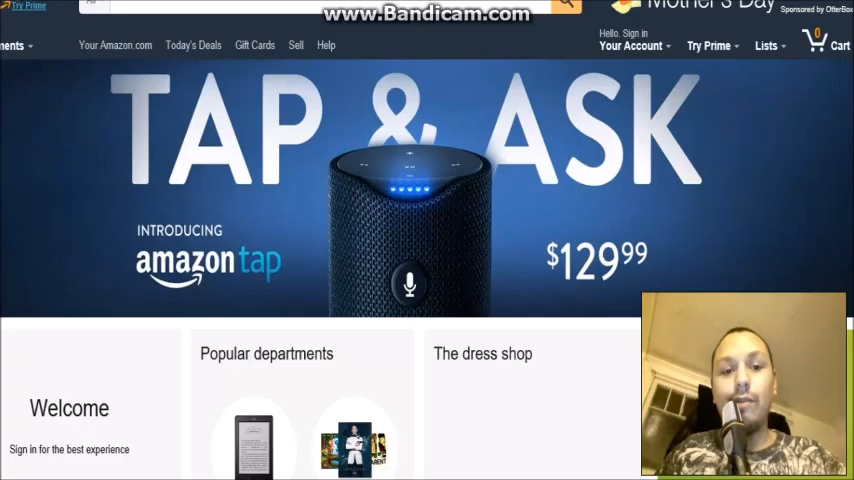 www.Bandicam.com
Try Prime
All
Mother's Day
Sponsored by OtterBox
ments
Your Amazon.com Today's Deals Gift Cards Sell Help
Hello. Sign in
Your Account Try Prime Lists 0 Cart
TAP & ASK
INTRODUCING
amazon tap
$129 99
Popular departments
The dress shop
Welcome
Sign in for the best experience